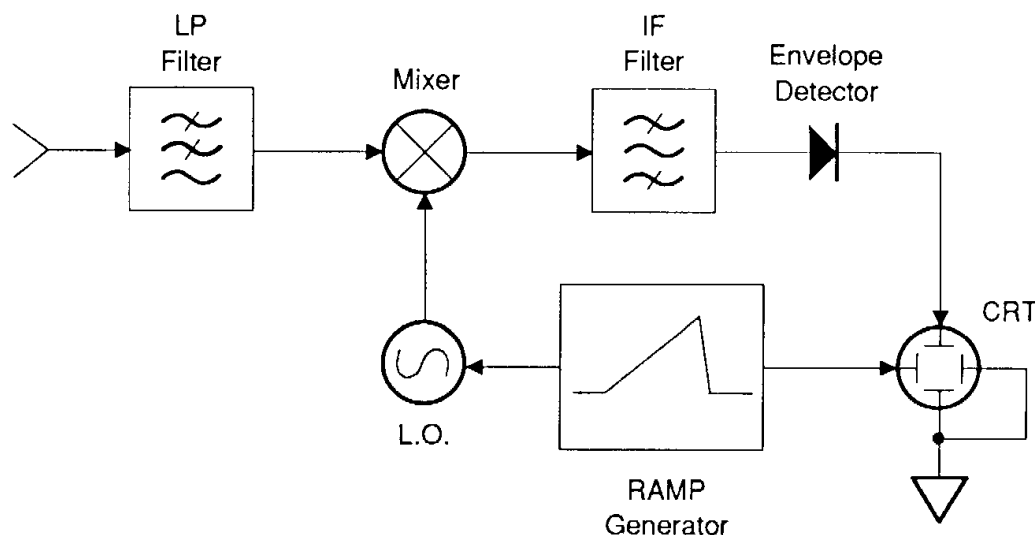 LP
Filter
Mixer
IF
Filter
Envelope
Detector
CRT
L.O.
RAMP
Generator